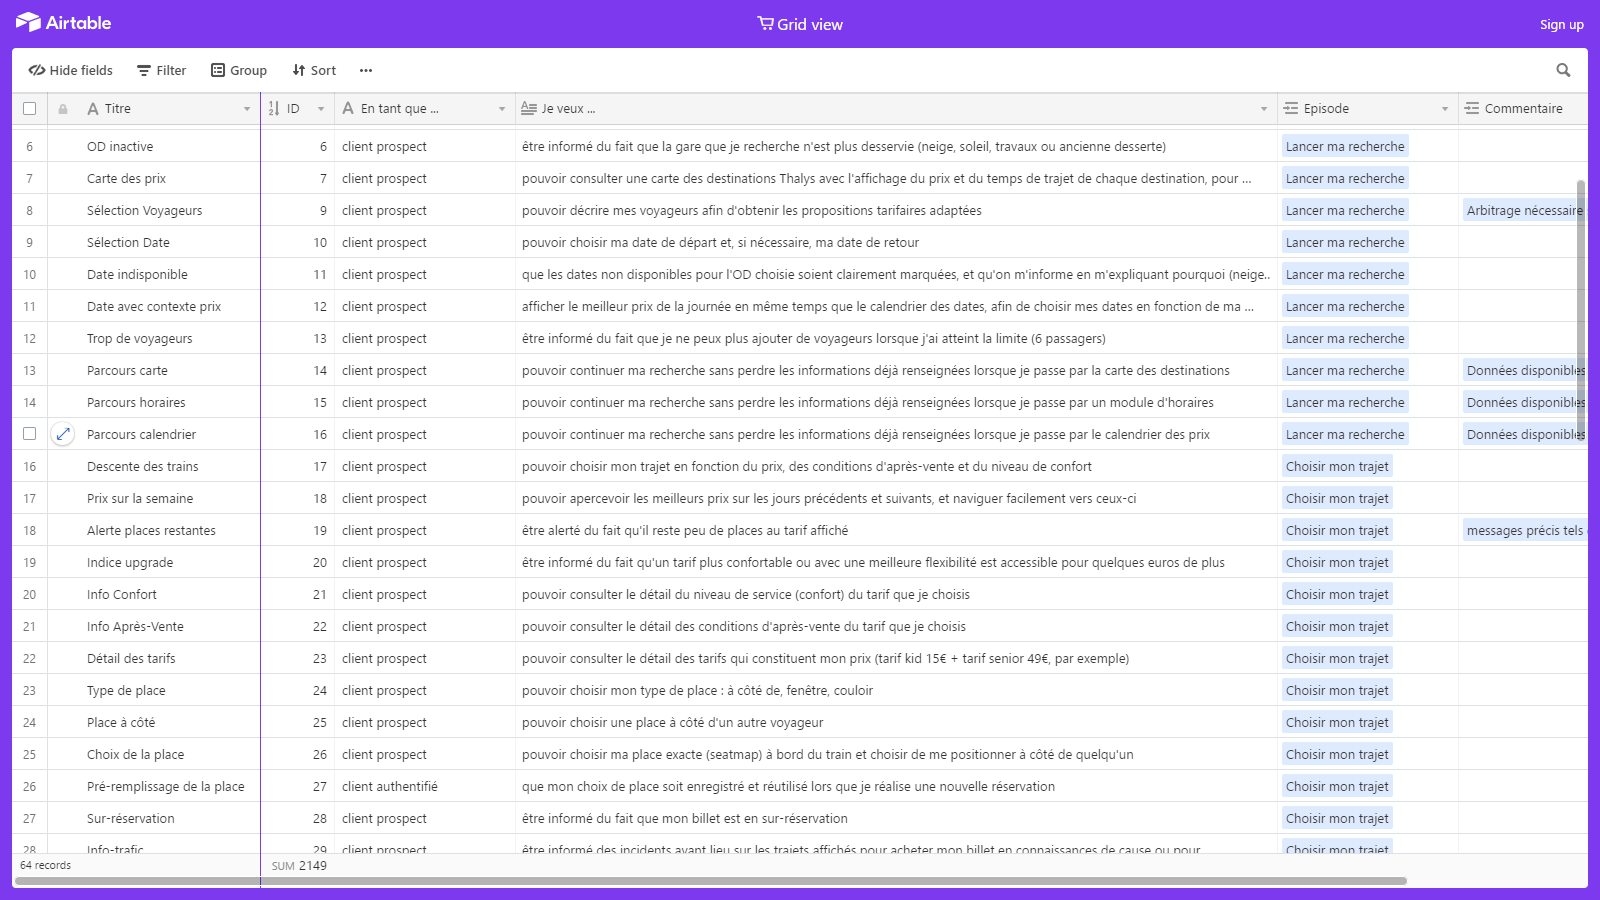 Airtable
Grid view
Sign up
Hide fields Filter Group Sort
Titre ID En tant que ... Je veux ... Episode Commentaire
6 OD inactive 6 client prospect être informé du fait que la gare que je recherche n'est plus desservie (neige, soleil, travaux ou ancienne desserte) Lancer ma recherche
7 Carte des prix 7 client prospect pouvoir consulter une carte des destinations Thalys avec l'affichage du prix et du temps de trajet de chaque destination, pour ... Lancer ma recherche
8 Sélection Voyageurs 9 client prospect pouvoir décrire mes voyageurs afin d'obtenir les propositions tarifaires adaptées Lancer ma recherche Arbitrage nécessaire
9 Sélection Date 10 client prospect pouvoir choisir ma date de départ et, si nécessaire, ma date de retour Lancer ma recherche
10 Date indisponible 11 client prospect que les dates non disponibles pour l'OD choisie soient clairement marquées, et qu'on m'informe en m'expliquant pourquoi (neige.. Lancer ma recherche
11 Date avec contexte prix 12 client prospect afficher le meilleur prix de la journée en même temps que le calendrier des dates, afin de choisir mes dates en fonction de ma ... Lancer ma recherche
12 Trop de voyageurs 13 client prospect être informé du fait que je ne peux plus ajouter de voyageurs lorsque j'ai atteint la limite (6 passagers) Lancer ma recherche
13 Parcours carte 14 client prospect pouvoir continuer ma recherche sans perdre les informations déjà renseignées lorsque je passe par la carte des destinations Lancer ma recherche Données disponibles
14 Parcours horaires 15 client prospect pouvoir continuer ma recherche sans perdre les informations déjà renseignées lorsque je passe par un module d'horaires Lancer ma recherche Données disponibles
Parcours calendrier 16 client prospect pouvoir continuer ma recherche sans perdre les informations déjà renseignées lorsque je passe par le calendrier des prix Lancer ma recherche Données disponibles
16 Descente des trains 17 client prospect pouvoir choisir mon trajet en fonction du prix, des conditions d'après-vente et du niveau de confort Choisir mon trajet
17 Prix sur la semaine 18 client prospect pouvoir apercevoir les meilleurs prix sur les jours précédents et suivants, et naviguer facilement vers ceux-ci Choisir mon trajet
18 Alerte places restantes 19 client prospect être alerté du fait qu'il reste peu de places au tarif affiché Choisir mon trajet messages précis tels
19 Indice upgrade 20 client prospect être informé du fait qu'un tarif plus confortable ou avec une meilleure flexibilité est accessible pour quelques euros de plus Choisir mon trajet
20 Info Confort 21 client prospect pouvoir consulter le détail du niveau de service (confort) du tarif que je choisis Choisir mon trajet
21 Info Après-Vente 22 client prospect pouvoir consulter le détail des conditions d'après-vente du tarif que je choisis Choisir mon trajet
22 Détail des tarifs 23 client prospect pouvoir consulter le détail des tarifs qui constituent mon prix (tarif kid 15€ + tarif senior 49€, par exemple) Choisir mon trajet
23 Type de place 24 client prospect pouvoir choisir mon type de place : à côté de, fenêtre, couloir Choisir mon trajet
24 Place à côté 25 client prospect pouvoir choisir une place à côté d'un autre voyageur Choisir mon trajet
25 Choix de la place 26 client prospect pouvoir choisir ma place exacte (seatmap) à bord du train et choisir de me positionner à côté de quelqu'un Choisir mon trajet
26 Pré-remplissage de la place 27 client authentifié que mon choix de place soit enregistré et réutilisé lors que je réalise une nouvelle réservation Choisir mon trajet
27 Sur-réservation 28 client prospect être informé du fait que mon billet est en sur-réservation Choisir mon trajet
28 Info-trafic 29 client prospect être informé des incidents ayant lieu sur les trajets affichés pour acheter mon billet en connaissances de cause ou pour Choisir mon trajet
64 records SUM 2149